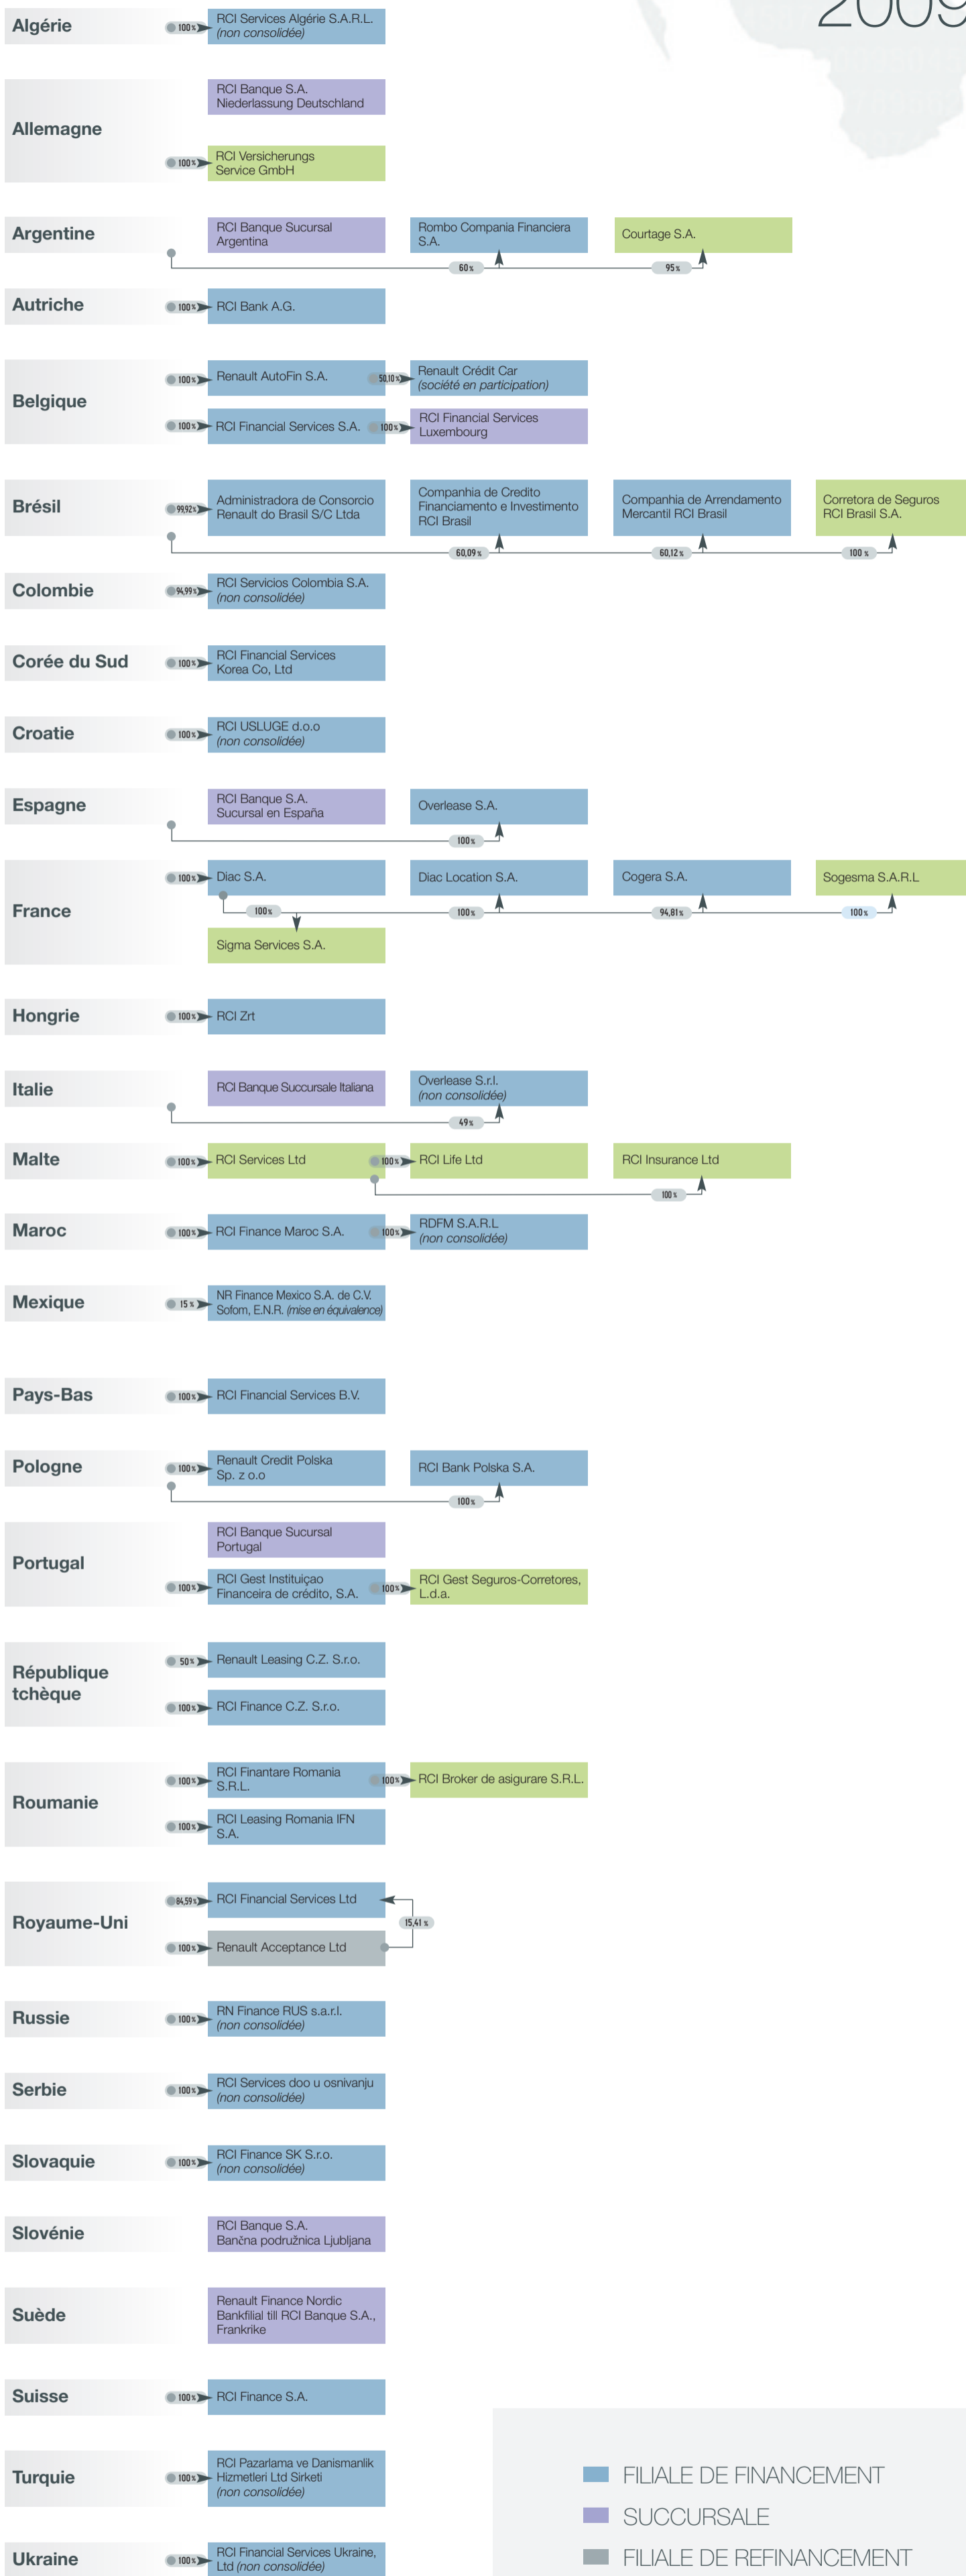 2009
Algérie
100%
RCI Services Algérie S.A.R.L.
(non consolidée)
Allemagne
RCI Banque S.A.
Niederlassung Deutschland
100%
RCI Versicherungs
Service GmbH
Argentine
RCI Banque Sucursal
Argentina
Rombo Compania Financiera
S.A.
Courtage S.A.
60%
95%
Autriche
100%
RCI Bank A.G.
Belgique
100%
Renault AutoFin S.A.
50,10%
Renault Crédit Car
(société en participation)
100%
RCI Financial Services S.A.
100%
RCI Financial Services
Luxembourg
Brésil
99,92%
Administradora de Consorcio
Renault do Brasil S/C Ltda
Companhia de Credito
Financiamento e Investimento
RCI Brasil
Companhia de Arrendamento
Mercantil RCI Brasil
Corretora de Seguros
RCI Brasil S.A.
60,09%
60,12%
100 %
Colombie
94,99%
RCI Servicios Colombia S.A.
(non consolidée)
Corée du Sud
100%
RCI Financial Services
Korea Co, Ltd
Croatie
100%
RCI USLUGE d.o.o
(non consolidée)
Espagne
RCI Banque S.A.
Sucursal en España
Overlease S.A.
100%
France
100%
Diac S.A.
Diac Location S.A.
Cogera S.A.
Sogesma S.A.R.L
100%
100%
94,81%
100%
Sigma Services S.A.
Hongrie
100%
RCI Zrt
Italie
RCI Banque Succursale Italiana
Overlease S.r.l.
(non consolidée)
49%
Malte
100%
RCI Services Ltd
100%
RCI Life Ltd
RCI Insurance Ltd
100%
Maroc
100%
RCI Finance Maroc S.A.
100%
RDFM S.A.R.L
(non consolidée)
Mexique
15%
NR Finance Mexico S.A. de C.V.
Sofom, E.N.R. (mise en équivalence)
Pays-Bas
100%
RCI Financial Services B.V.
Pologne
100%
Renault Credit Polska
Sp. z o.o
RCI Bank Polska S.A.
100%
Portugal
RCI Banque Sucursal
Portugal
100%
RCI Gest Instituiçao
Financeira de crédito, S.A.
100%
RCI Gest Seguros-Corretores,
L.d.a.
République
tchèque
50%
Renault Leasing C.Z. S.r.o.
100%
RCI Finance C.Z. S.r.o.
Roumanie
100%
RCI Finantare Romania
S.R.L.
100%
RCI Broker de asigurare S.R.L.
100%
RCI Leasing Romania IFN
S.A.
Royaume-Uni
84,59%
RCI Financial Services Ltd
15,41 %
100%
Renault Acceptance Ltd
Russie
100%
RN Finance RUS s.a.r.l.
(non consolidée)
Serbie
100%
RCI Services doo u osnivanju
(non consolidée)
Slovaquie
100%
RCI Finance SK S.r.o.
(non consolidée)
Slovénie
RCI Banque S.A.
Bančna podružnica Ljubljana
Suède
Renault Finance Nordic
Bankfilial till RCI Banque S.A.,
Frankrike
Suisse
100%
RCI Finance S.A.
Turquie
100%
RCI Pazarlama ve Danismanlik
Hizmetleri Ltd Sirketi
(non consolidée)
Ukraine
100%
RCI Financial Services Ukraine,
Ltd (non consolidée)
FILIALE DE FINANCEMENT
SUCCURSALE
FILIALE DE REFINANCEMENT